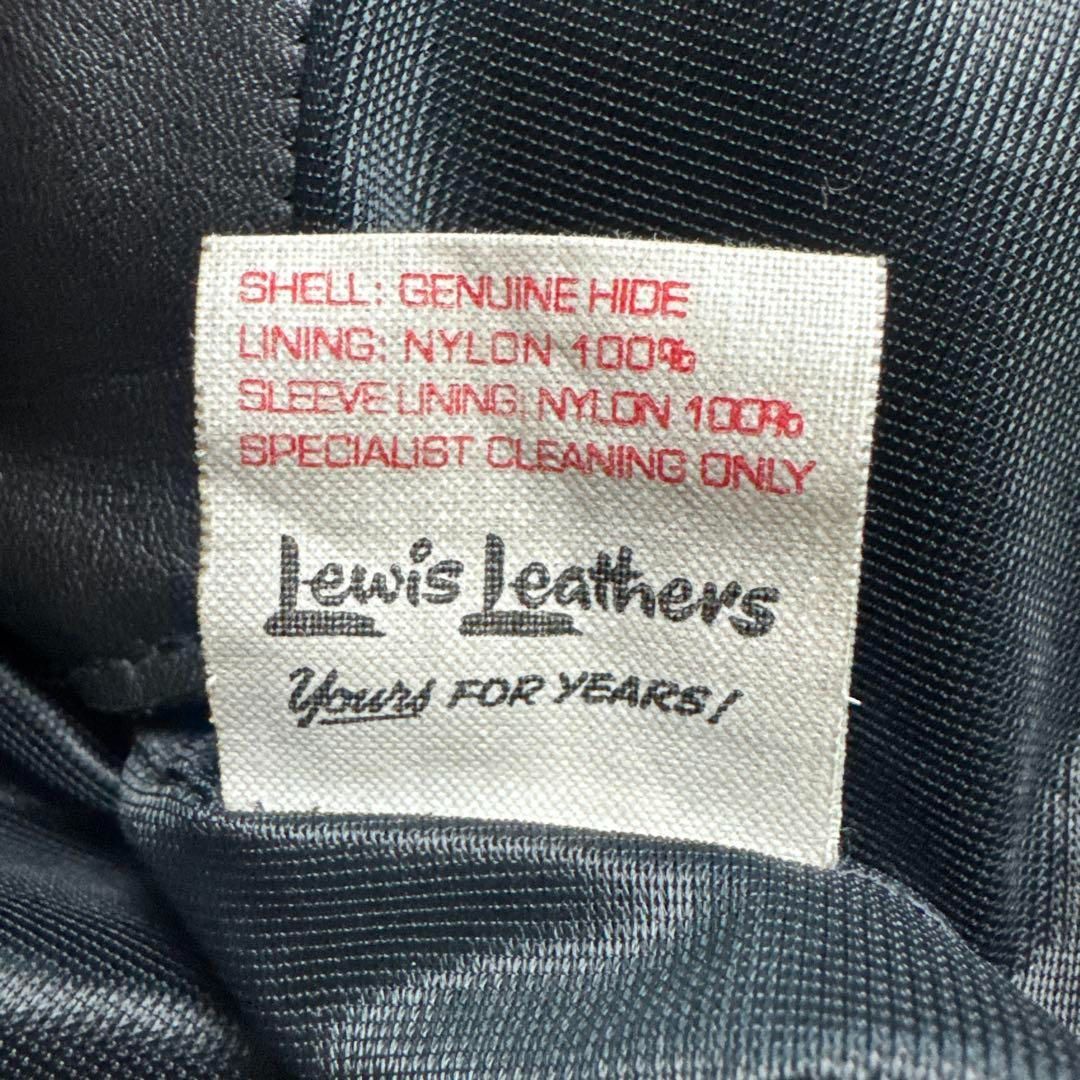 SHELL: GENUINE HIDE
LINING: NYLON 100%
SLEEVE LINING: NYLON 100%
SPECIALIST CLEANING ONLY
Lewis Leathers
Yours FOR YEARS!